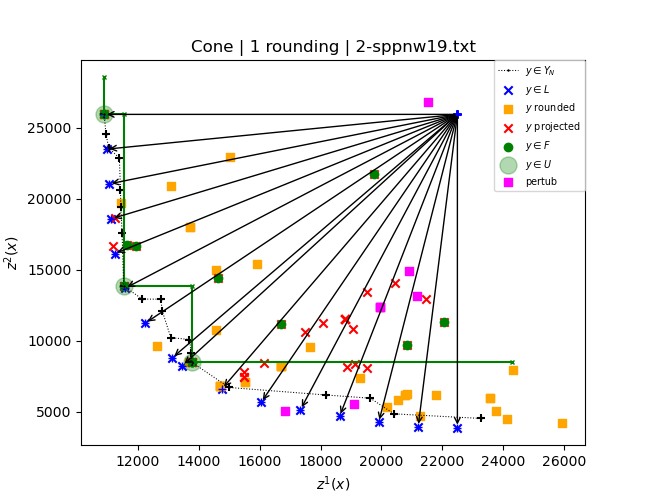 Cone | 1 rounding | 2-sppnw19.txt
y ∈ Y_N
y ∈ L
y rounded
y projected
y ∈ F
y ∈ U
pertub
25000
20000
15000
10000
5000
z²(x)
12000 14000 16000 18000 20000 22000 24000 26000
z¹(x)